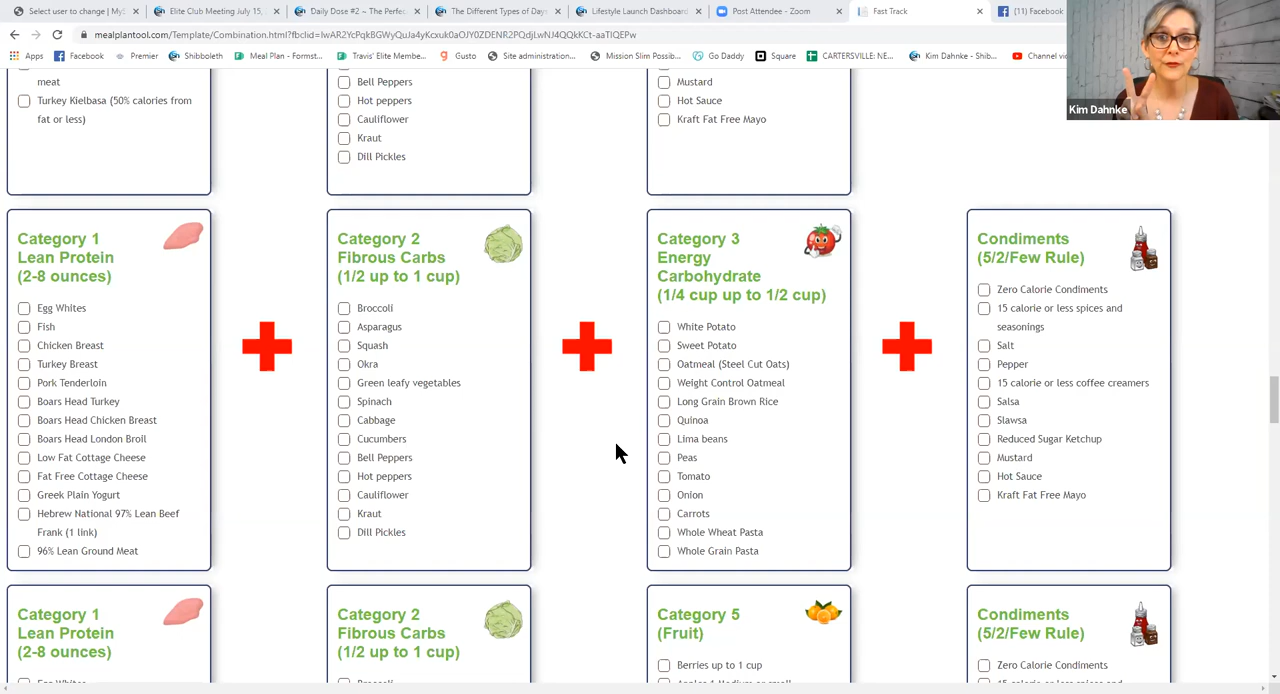 Select user to change | MyS
Elite Club Meeting July 15,
Daily Dose #2 ~ The Perfe
The Different Types of Days
Lifestyle Launch Dashboard
Post Attendee - Zoom
Fast Track
(11) Facebook
Apps
Facebook
Premier
Shibboleth
Meal Plan - Formst...
Travis' Elite Membe...
Gusto
Site administration...
Mission Slim Possib...
Go Daddy
Square
CARTERSVILLE: NE...
Kim Dahnke - Shib...
Channel vid
Kim Dahnke
meat
Turkey Kielbasa (50% calories from
fat or less)
Bell Peppers
Hot peppers
Cauliflower
Kraut
Dill Pickles
Mustard
Hot Sauce
Kraft Fat Free Mayo
Category 1
Lean Protein
(2-8 ounces)
Egg Whites
Fish
Chicken Breast
Turkey Breast
Pork Tenderloin
Boars Head Turkey
Boars Head Chicken Breast
Boars Head London Broil
Low Fat Cottage Cheese
Fat Free Cottage Cheese
Greek Plain Yogurt
Hebrew National 97% Lean Beef
Frank (1 link)
96% Lean Ground Meat
Category 2
Fibrous Carbs
(1/2 up to 1 cup)
Broccoli
Asparagus
Squash
Okra
Green leafy vegetables
Spinach
Cabbage
Cucumbers
Bell Peppers
Hot peppers
Cauliflower
Kraut
Dill Pickles
Category 3
Energy
Carbohydrate
(1/4 cup up to 1/2 cup)
White Potato
Sweet Potato
Oatmeal (Steel Cut Oats)
Weight Control Oatmeal
Long Grain Brown Rice
Quinoa
Lima beans
Peas
Tomato
Onion
Carrots
Whole Wheat Pasta
Whole Grain Pasta
Condiments
(5/2/Few Rule)
Zero Calorie Condiments
15 calorie or less spices and
seasonings
Salt
Pepper
15 calorie or less coffee creamers
Salsa
Slawsa
Reduced Sugar Ketchup
Mustard
Hot Sauce
Kraft Fat Free Mayo
Category 1
Lean Protein
(2-8 ounces)
Category 2
Fibrous Carbs
(1/2 up to 1 cup)
Category 5
(Fruit)
Berries up to 1 cup
Condiments
(5/2/Few Rule)
Zero Calorie Condiments